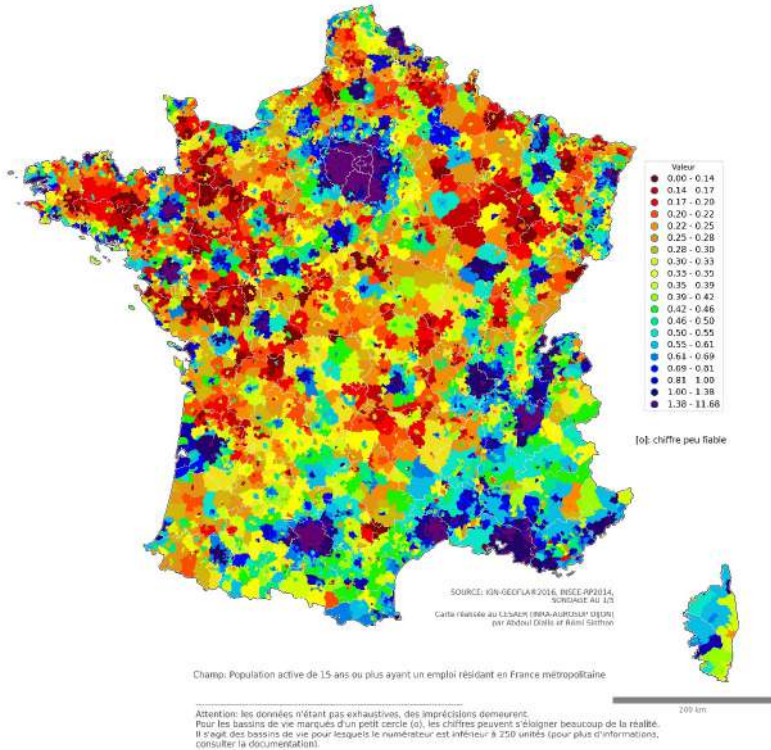 Valeur
0,00 - 0.14
0.14 0.17
0.17 - 0.20
0.20 - 0.22
0.22 - 0.25
0.25 - 0.28
0.28 - 0.30
0.30 - 0.33
0.33 - 0.35
0.35 0.39
0.39 - 0.42
0.42 - 0.46
0.46 - 0.50
0.50 - 0.55
0.55 - 0.61
0.61 - 0.69
0.69 - 0.81
0.81 1.00
1.00 - 1.38
1.38 - 11.68
[o]: chiffre peu fiable
SOURCE: IGN-GEOFLA®2016, INSEE-RP2014,
SONDAGE AU 1/5
Carte réalisée au CESAER (INRA-AGROSUP DIJON)
par Abdoul Diallo et
Champ: Population active de 15 ans ou plus ayant un emploi résidant en France métropolitaine
200 km
Attention: les données n'étant pas exhaustives, des imprécisions demeurent.
Pour les bassins de vie marqués d'un petit cercle (o), les chiffres peuvent s'éloigner beaucoup de la réalité.
Il s'agit des bassins de vie pour lesquels le numérateur est inférieur à 250 unités (pour plus d'informations,
consulter la documentation).